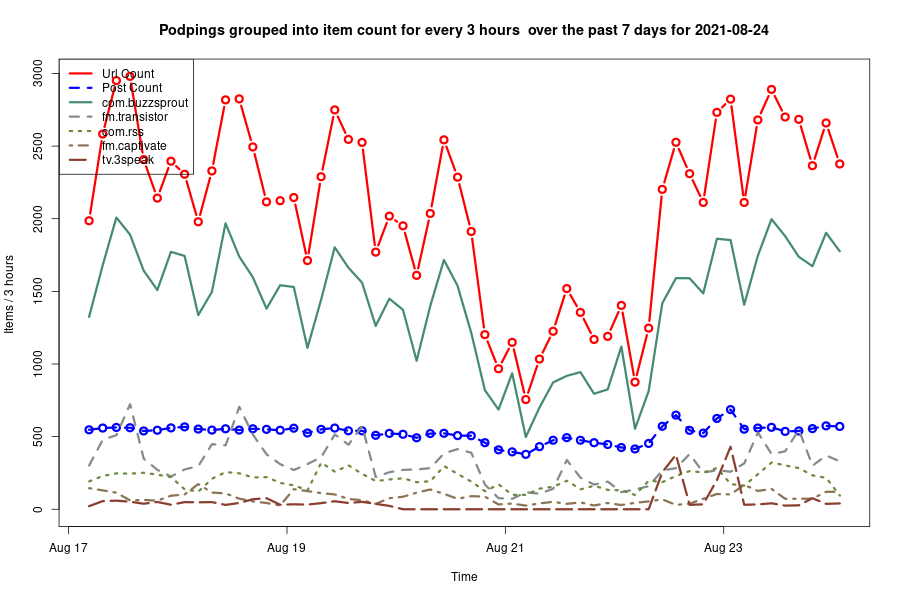 Podpings grouped into item count for every 3 hours  over the past 7 days for 2021-08-24
Url Count
Post Count
com.buzzsprout
fm.transistor
com.rss
fm.captivate
tv.3speak
Items / 3 hours
3000
2500
2000
1500
1000
500
0
Aug 17
Aug 19
Aug 21
Aug 23
Time